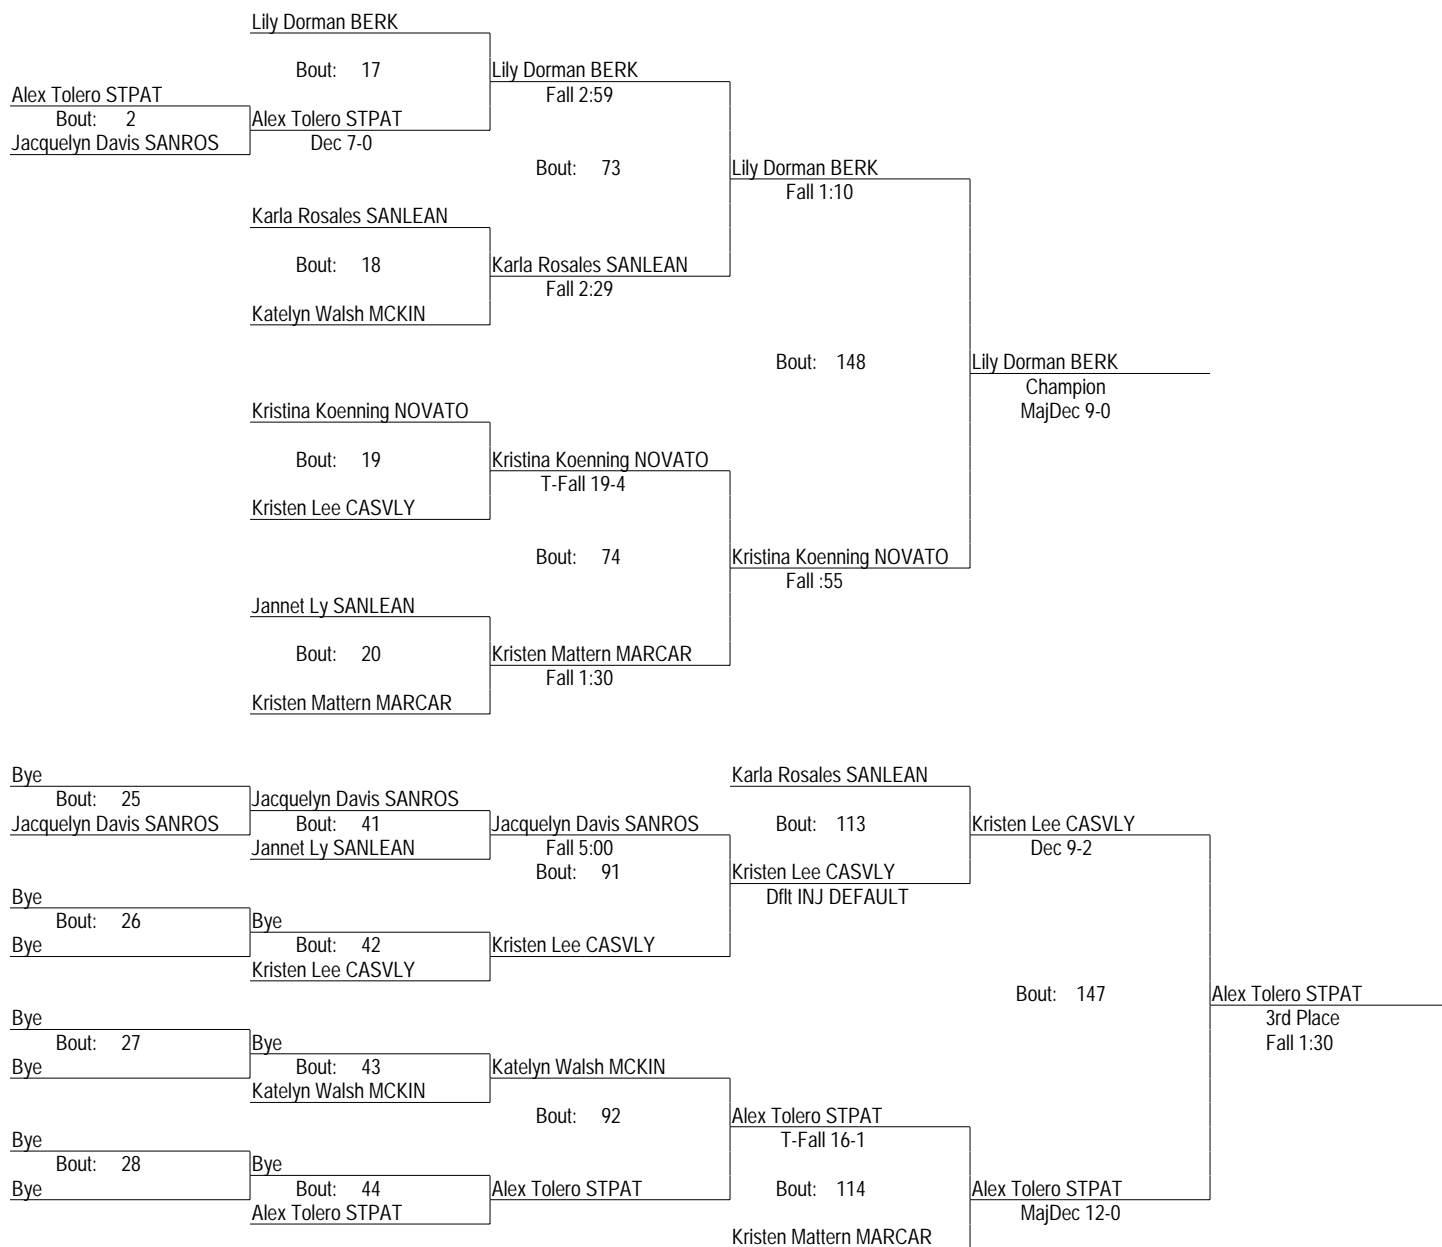 Lily Dorman BERK
Bout: 17
Lily Dorman BERK
Alex Tolero STPAT
Fall 2:59
Bout: 2
Alex Tolero STPAT
Jacquelyn Davis SANROS
Dec 7-0
Bout: 73
Lily Dorman BERK
Fall 1:10
Karla Rosales SANLEAN
Bout: 18
Karla Rosales SANLEAN
Fall 2:29
Katelyn Walsh MCKIN
Bout: 148
Lily Dorman BERK
Champion
MajDec 9-0
Kristina Koenning NOVATO
Bout: 19
Kristina Koenning NOVATO
T-Fall 19-4
Kristen Lee CASVLY
Bout: 74
Kristina Koenning NOVATO
Fall :55
Jannet Ly SANLEAN
Bout: 20
Kristen Mattern MARCAR
Fall 1:30
Kristen Mattern MARCAR
Bye
Karla Rosales SANLEAN
Bout: 25
Jacquelyn Davis SANROS
Jacquelyn Davis SANROS
Bout: 41
Jacquelyn Davis SANROS
Bout: 113
Kristen Lee CASVLY
Jannet Ly SANLEAN
Fall 5:00
Dec 9-2
Bout: 91
Kristen Lee CASVLY
Dflt INJ DEFAULT
Bye
Bout: 26
Bye
Bye
Bout: 42
Kristen Lee CASVLY
Kristen Lee CASVLY
Bout: 147
Alex Tolero STPAT
3rd Place
Fall 1:30
Bye
Bout: 27
Bye
Bye
Bout: 43
Katelyn Walsh MCKIN
Katelyn Walsh MCKIN
Bout: 92
Alex Tolero STPAT
T-Fall 16-1
Bye
Bout: 28
Bye
Bye
Bout: 44
Alex Tolero STPAT
Bout: 114
Alex Tolero STPAT
Alex Tolero STPAT
MajDec 12-0
Kristen Mattern MARCAR